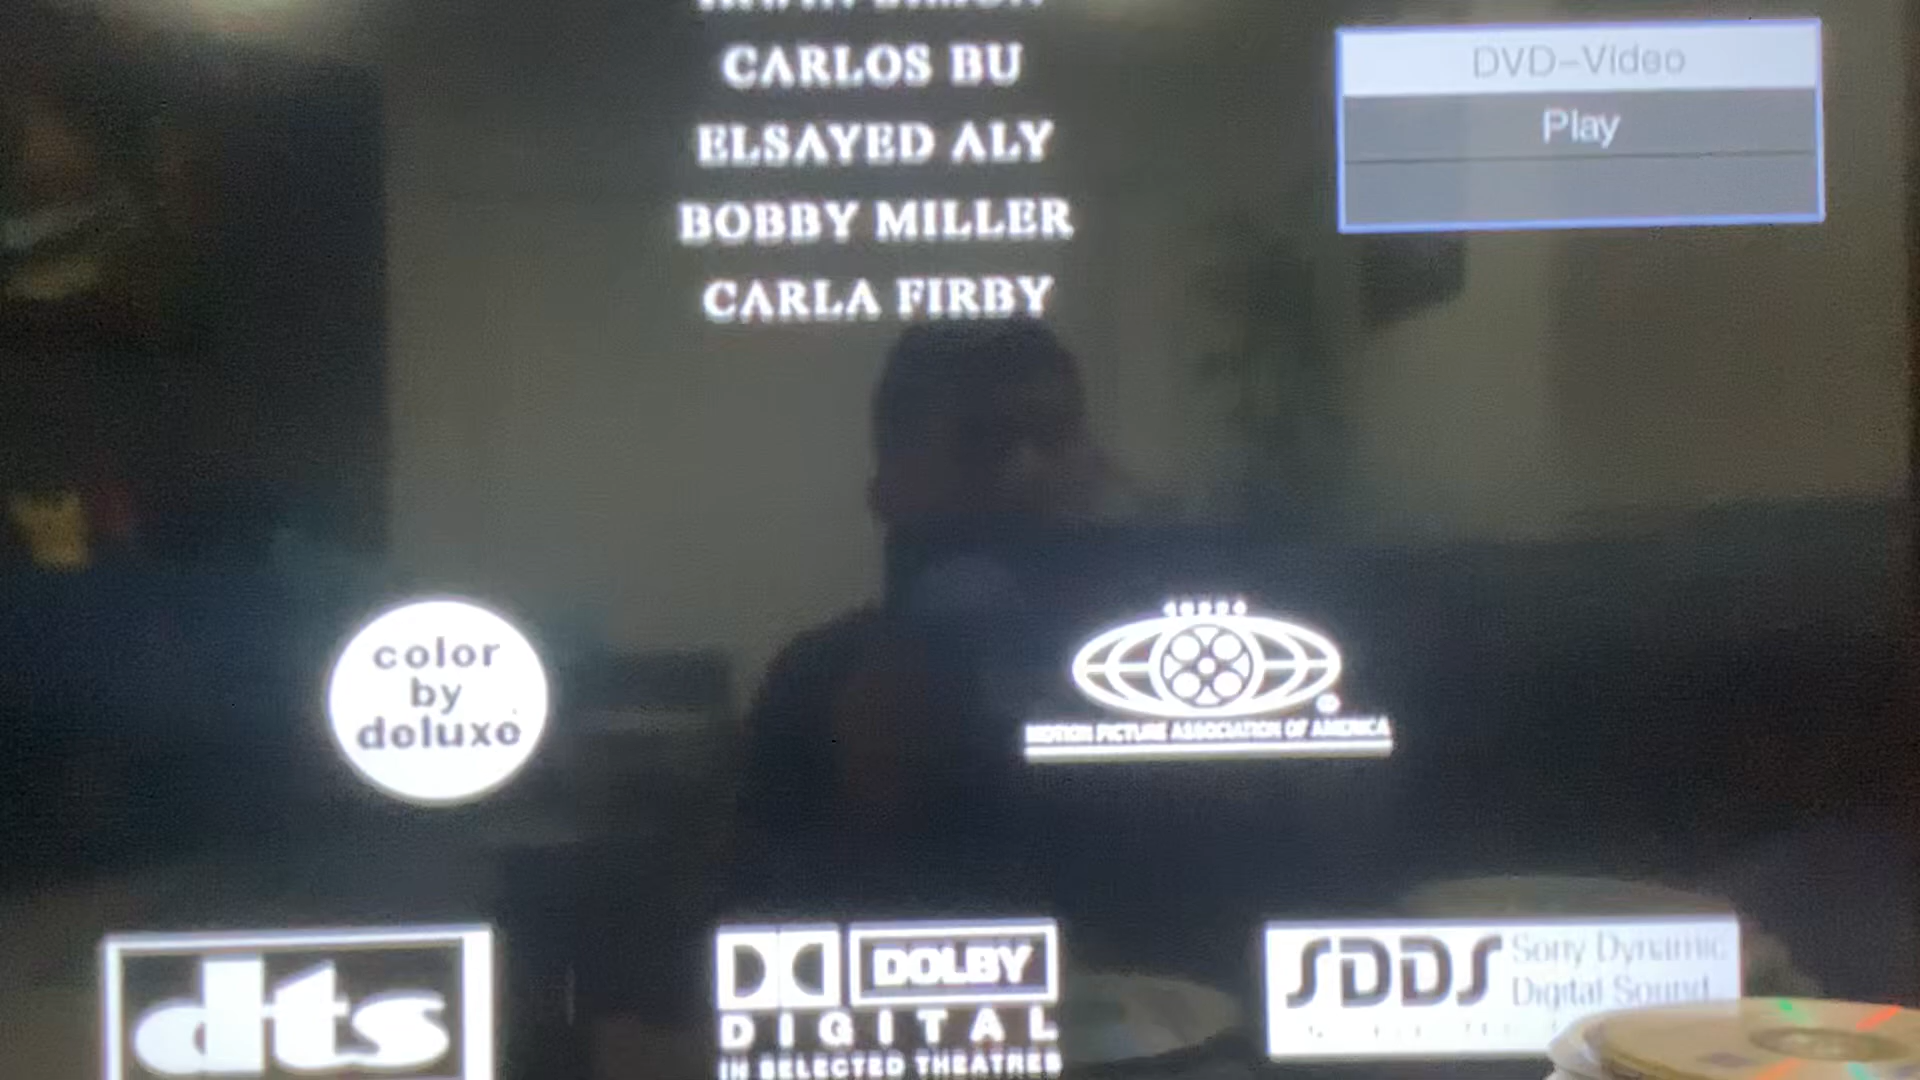 CARLOS BU
ELSAYED ALY
BOBBY MILLER
CARLA FIRBY
DVD-Video
Play
color
by
deluxe
MOTION PICTURE ASSOCIATION OF AMERICA
dts
DOLBY
DIGITAL
IN SELECTED THEATRES
SDDS Sony Dynamic
Digital Sound